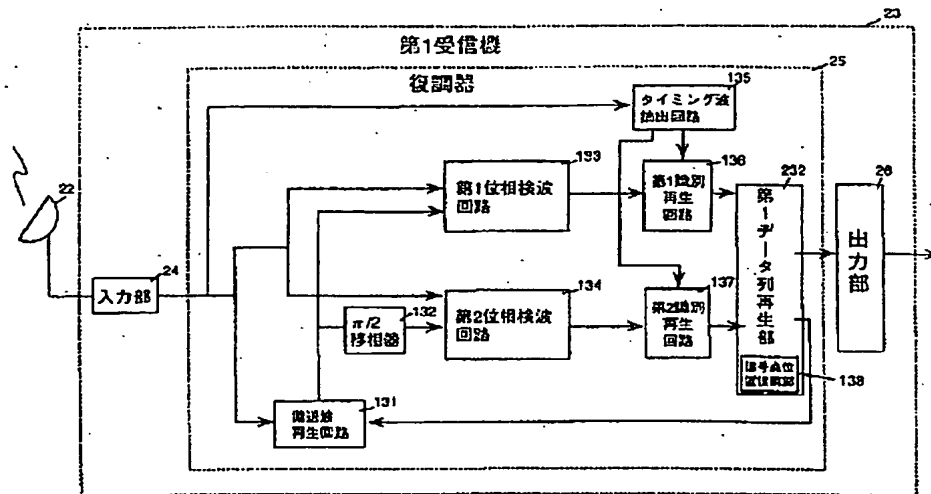 23
第1受信機
25
復調器
135
タイミング波
抽出回路
22
133
第1位相検波
回路
136
第1識別
再生
回路
232
第1データ列再生部
26
出力部
24
入力部
134
第2位相検波
回路
137
第2識別
再生
回路
132
π/2
移相器
138
131
搬送波
再生回路